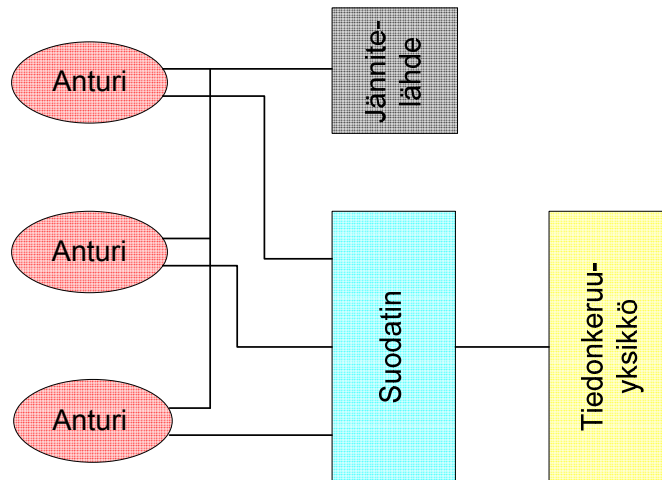 Anturi
Jännite-
lähde
Anturi
Suodatin
Tiedonkeruu-
yksikkö
Anturi